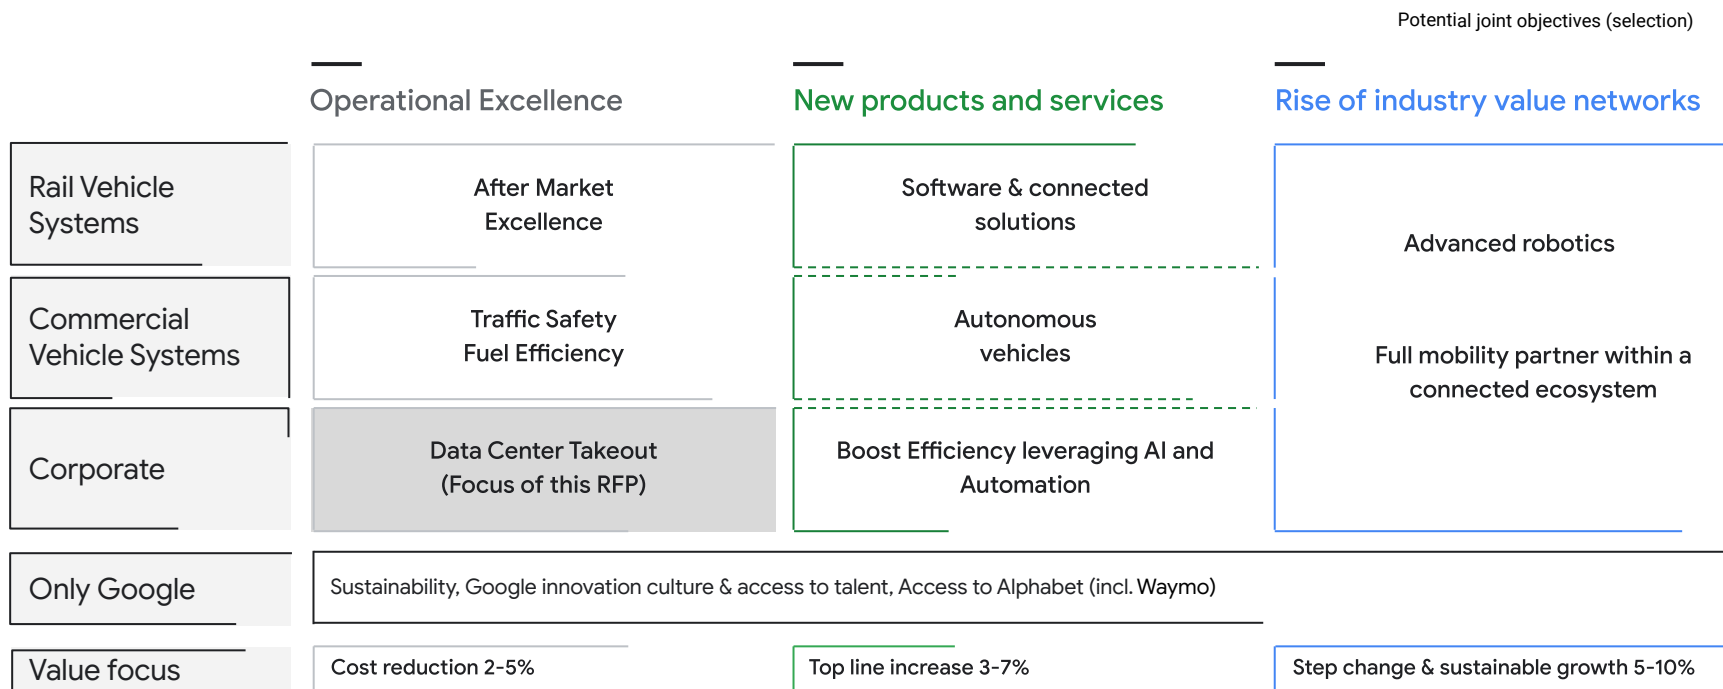 Potential joint objectives (selection)
Operational Excellence
New products and services
Rise of industry value networks
Rail Vehicle
Systems
After Market
Excellence
Software & connected
solutions
Advanced robotics
Commercial
Vehicle Systems
Traffic Safety
Fuel Efficiency
Autonomous
vehicles
Full mobility partner within a
connected ecosystem
Corporate
Data Center Takeout
(Focus of this RFP)
Boost Efficiency leveraging AI and
Automation
Only Google
Sustainability, Google innovation culture & access to talent, Access to Alphabet (incl. Waymo)
Value focus
Cost reduction 2-5%
Top line increase 3-7%
Step change & sustainable growth 5-10%